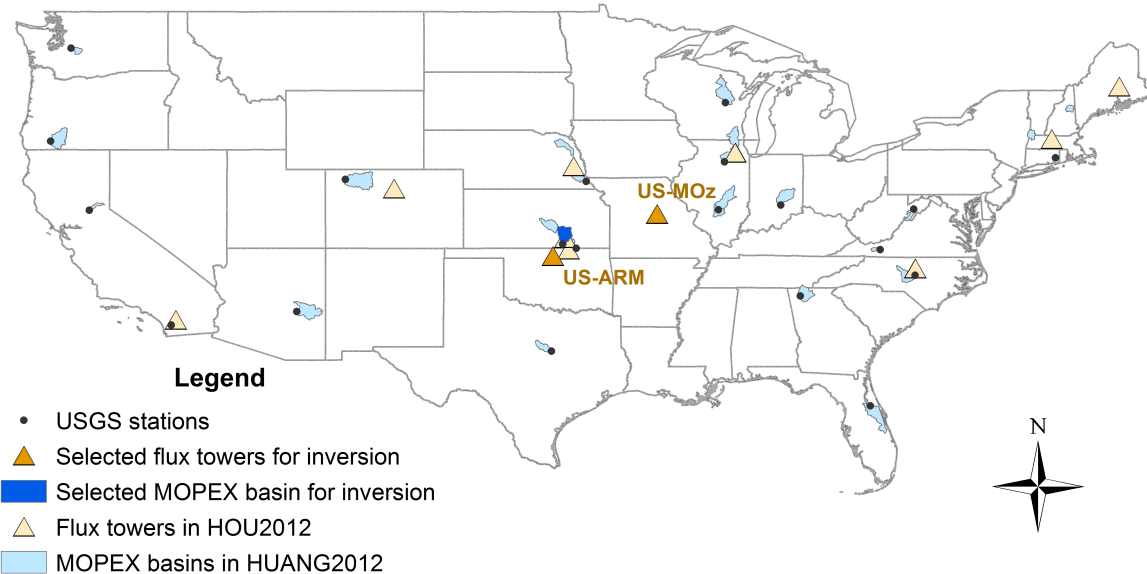 US-MOz
US-ARM
Legend
USGS stations
Selected flux towers for inversion
Selected MOPEX basin for inversion
Flux towers in HOU2012
MOPEX basins in HUANG2012
N